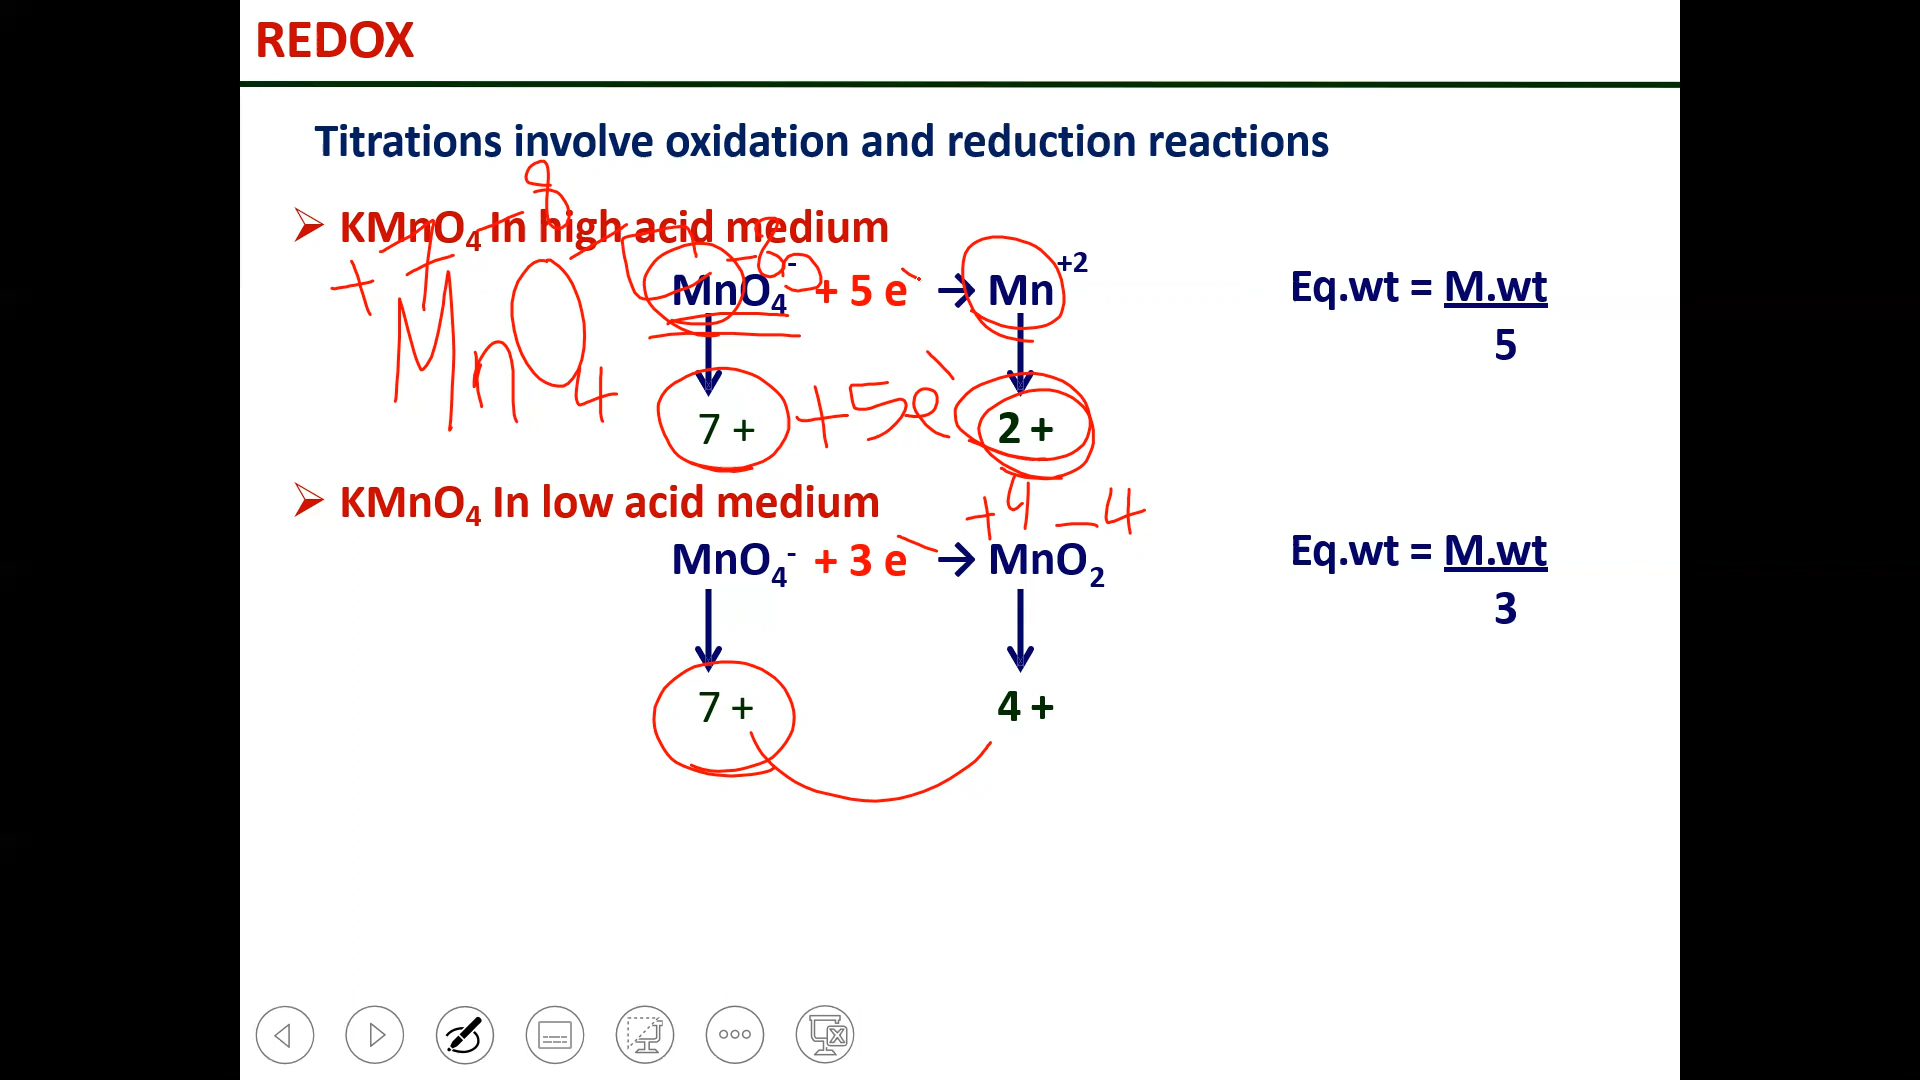 REDOX
Titrations involve oxidation and reduction reactions
➢ KMnO₄ In high acid medium
MnO₄⁻ + 5 e → Mn⁺²
Eq.wt = M.wt
5
+7 -8
MnO₄
-8
7 +
+5e-
2 +
➢ KMnO₄ In low acid medium
+4 -4
MnO₄⁻ + 3 e → MnO₂
Eq.wt = M.wt
3
7 +
4 +